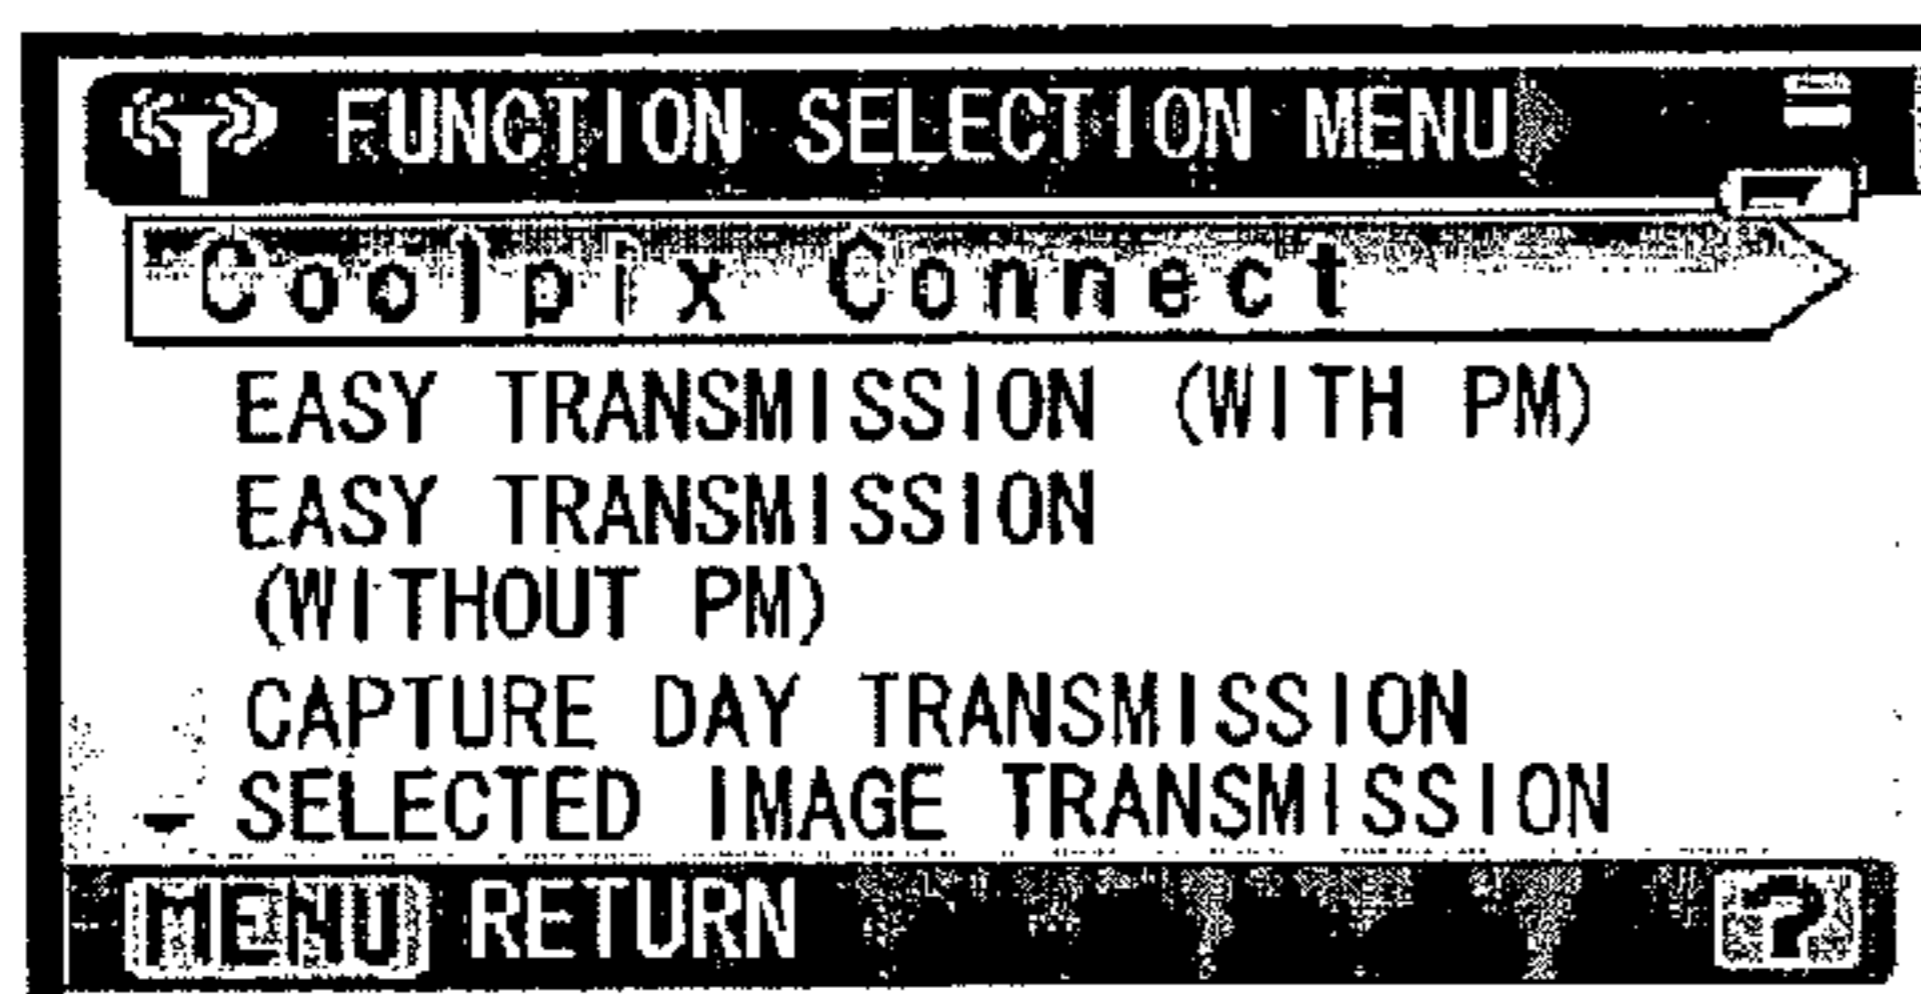 FUNCTION SELECTION MENU
Coolpix Connect
EASY TRANSMISSION (WITH PM)
EASY TRANSMISSION
(WITHOUT PM)
CAPTURE DAY TRANSMISSION
SELECTED IMAGE TRANSMISSION
MENU RETURN ?